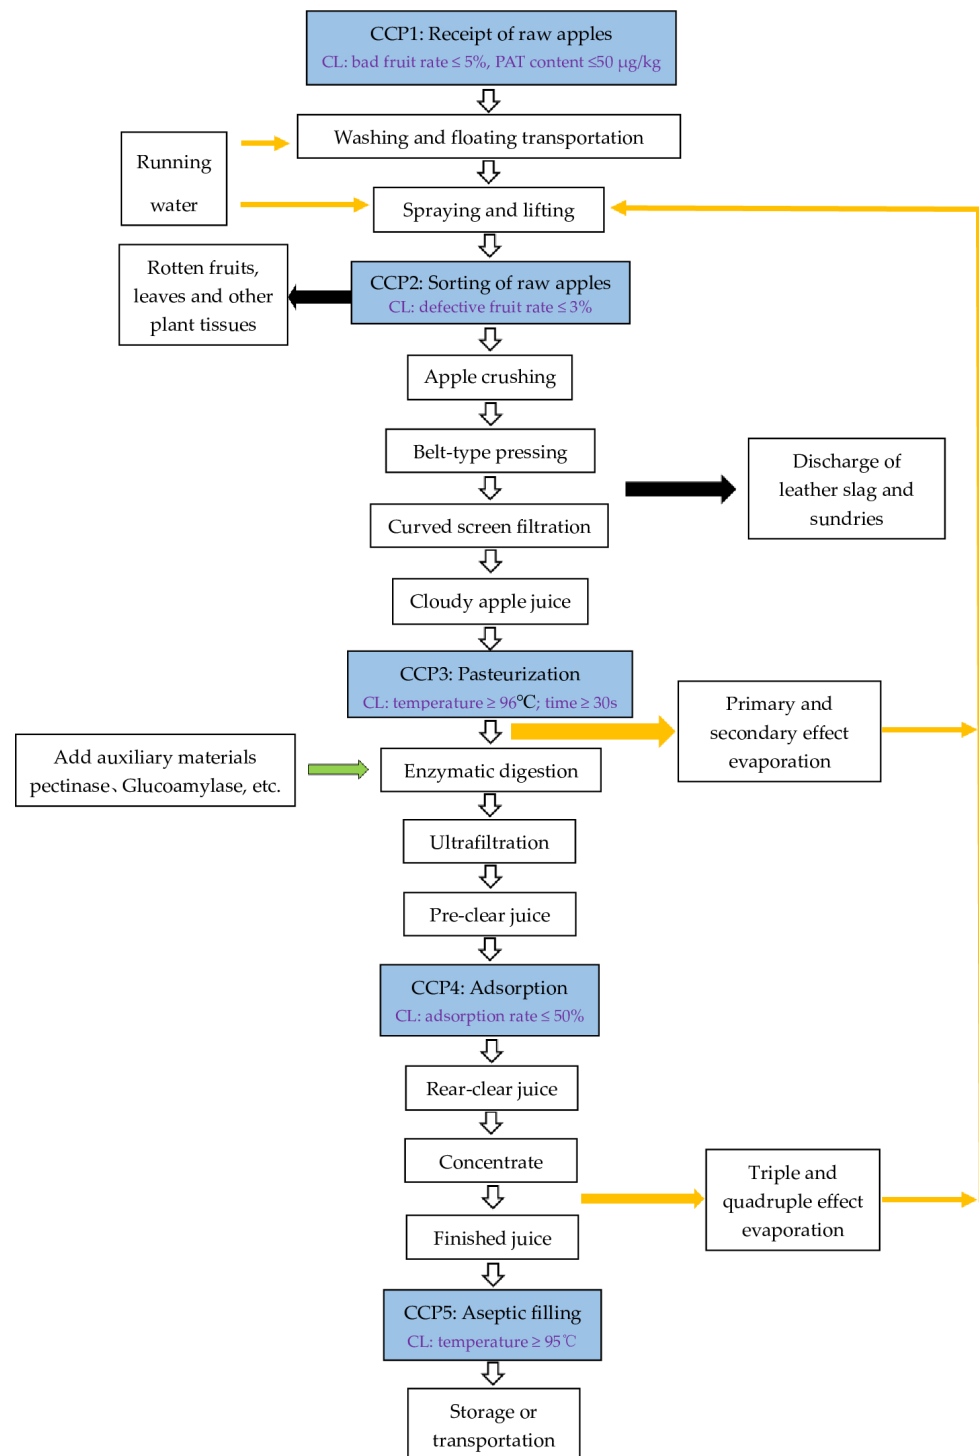 CCP1: Receipt of raw apples
CL: bad fruit rate ≤ 5%, PAT content ≤50 μg/kg
Washing and floating transportation
Running
water
Spraying and lifting
Rotten fruits,
leaves and other
plant tissues
CCP2: Sorting of raw apples
CL: defective fruit rate ≤ 3%
Apple crushing
Belt-type pressing
Discharge of
leather slag and
sundries
Curved screen filtration
Cloudy apple juice
CCP3: Pasteurization
CL: temperature ≥ 96℃; time ≥ 30s
Primary and
secondary effect
evaporation
Add auxiliary materials
pectinase、Glucoamylase, etc.
Enzymatic digestion
Ultrafiltration
Pre-clear juice
CCP4: Adsorption
CL: adsorption rate ≤ 50%
Rear-clear juice
Concentrate
Triple and
quadruple effect
evaporation
Finished juice
CCP5: Aseptic filling
CL: temperature ≥ 95℃
Storage or
transportation